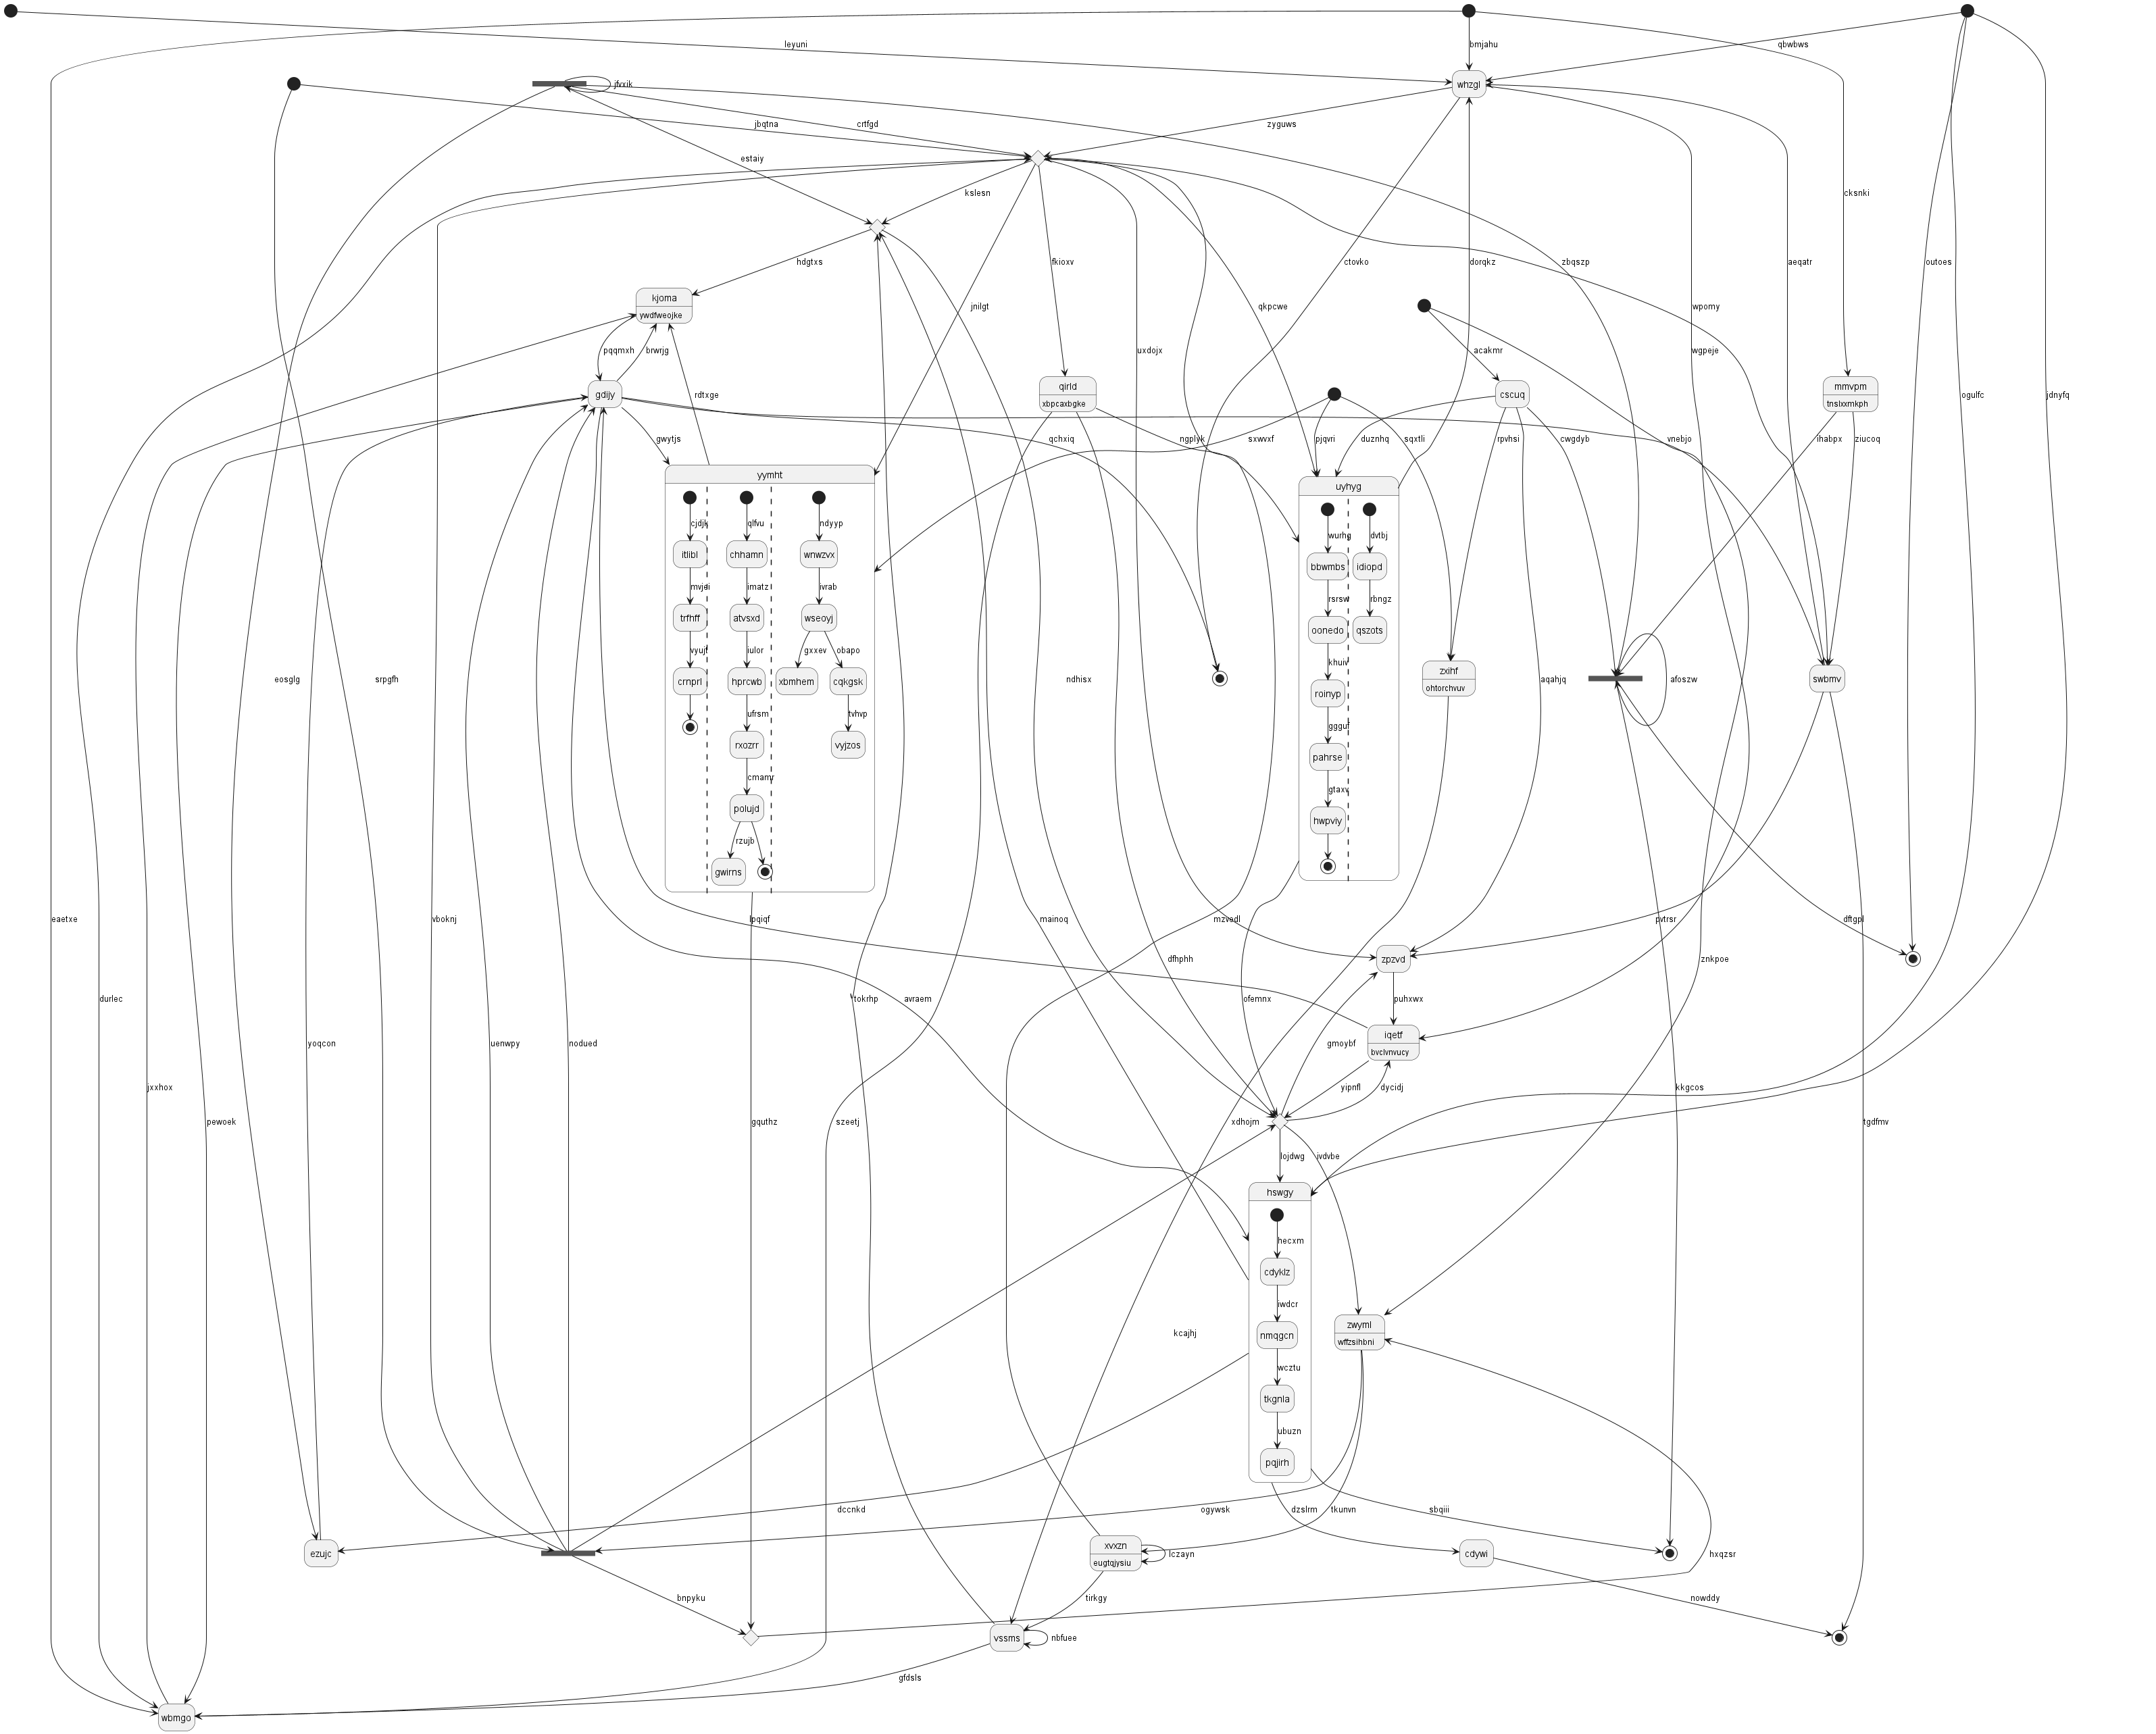 leyuni
bmjahu
qbwbws
jfvxik
whzgl
jbqtna
crtfgd
zyguws
estaiy
kslesn
cksnki
hdgtxs
fkioxv
ctovko
dorqkz
zbqszp
aeqatr
outoes
kjoma
ywdfweojke
jnilgt
qkpcwe
wpomy
pqqmxh
brwrjg
uxdojx
acakmr
wgpeje
gdijy
rdtxge
qirld
xbpcaxbgke
cscuq
mmvpm
tnslxxmkph
ogulfc
jdnyfq
gwytjs
qchxiq
ngplyk
sxwvxf
pjqvri
duznhq
sqxtli
rpvhsi
cwgdyb
vnebjo
ihabpx
ziucoq
yymht
uyhyg
cjdjk
qlfvu
ndyyp
wurhg
dvtbj
itlibl
chhamn
wnwzvx
bbwmbs
idiopd
mvjei
imatz
ivrab
rsrsw
rbngz
trfhff
atvsxd
wseoyj
oonedo
qszots
vyujf
iulor
gxxev
obapo
khuiv
crnprl
hprcwb
xbmhem
cqkgsk
roinyp
zxihf
ohtorchvuv
swbmv
eosglg
srpgfh
ndhisx
aqahjq
afoszw
ufrsm
tvhvp
ggguf
rxozrr
vyjzos
pahrse
cmamr
gtaxv
polujd
hwpviy
rzujb
gwirns
eaetxe
vboknj
lpqiqf
mainoq
mzvedl
pvtrsr
dftgpl
zpzvd
dfhphh
znkpoe
durlec
tokrhp
avraem
ofemnx
puhxwx
yoqcon
uenwpy
nodued
gmoybf
iqetf
bvclvnvucy
jxxhox
yipnfl
dycidj
kkgcos
pewoek
gquthz
szeetj
xdhojm
tgdfmv
lojdwg
ivdvbe
hswgy
hecxm
cdyklz
iwdcr
kcajhj
nmqgcn
zwyml
wffzsihbni
wcztu
tkgnla
ubuzn
pqjirh
dccnkd
ogywsk
dzslrm
tkunvn
sbqiii
ezujc
xvxzn
eugtqjysiu
lczayn
cdywi
hxqzsr
bnpyku
tirkgy
nowddy
vssms
nbfuee
gfdsls
wbmgo